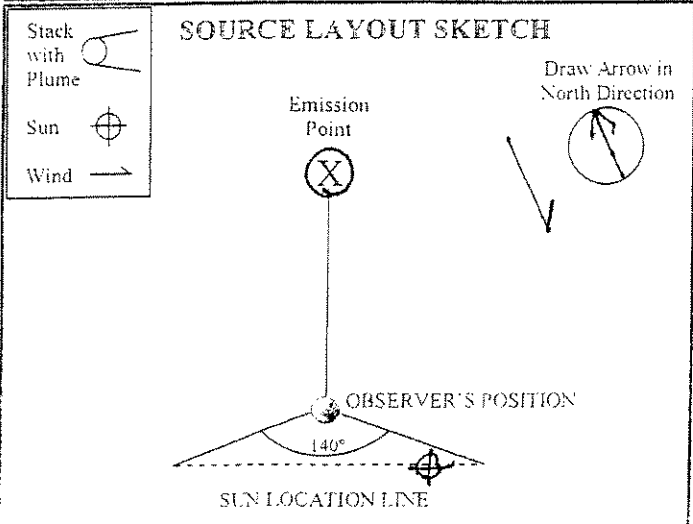 SOURCE LAYOUT SKETCH
Stack
with
Plume
Sun
Wind
Emission
Point
X
Draw Arrow in
North Direction
OBSERVER'S POSITION
140°
SUN LOCATION LINE